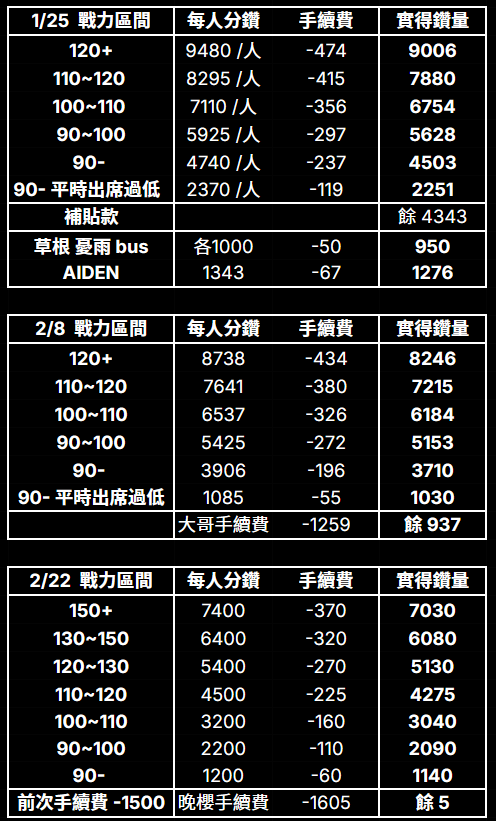 1/25 戰力區間 每人分鑽 手續費 實得鑽量
120+ 9480 /人 -474 9006
110~120 8295 /人 -415 7880
100~110 7110 /人 -356 6754
90~100 5925 /人 -297 5628
90- 4740 /人 -237 4503
90- 平時出席過低 2370 /人 -119 2251
補貼款 餘 4343
草根 憂雨 bus 各1000 -50 950
AIDEN 1343 -67 1276
2/8 戰力區間 每人分鑽 手續費 實得鑽量
120+ 8738 -434 8246
110~120 7641 -380 7215
100~110 6537 -326 6184
90~100 5425 -272 5153
90- 3906 -196 3710
90- 平時出席過低 1085 -55 1030
大哥手續費 -1259 餘 937
2/22 戰力區間 每人分鑽 手續費 實得鑽量
150+ 7400 -370 7030
130~150 6400 -320 6080
120~130 5400 -270 5130
110~120 4500 -225 4275
100~110 3200 -160 3040
90~100 2200 -110 2090
90- 1200 -60 1140
前次手續費 -1500 晚櫻手續費 -1605 餘 5